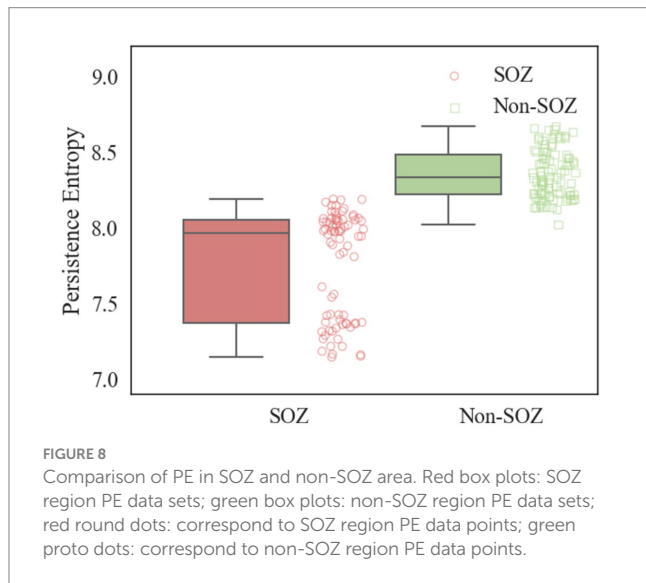 9.0
8.5
8.0
7.5
7.0
Persistence Entropy
SOZ
Non-SOZ
SOZ
Non-SOZ
FIGURE 8
Comparison of PE in SOZ and non-SOZ area. Red box plots: SOZ
region PE data sets; green box plots: non-SOZ region PE data sets;
red round dots: correspond to SOZ region PE data points; green
proto dots: correspond to non-SOZ region PE data points.